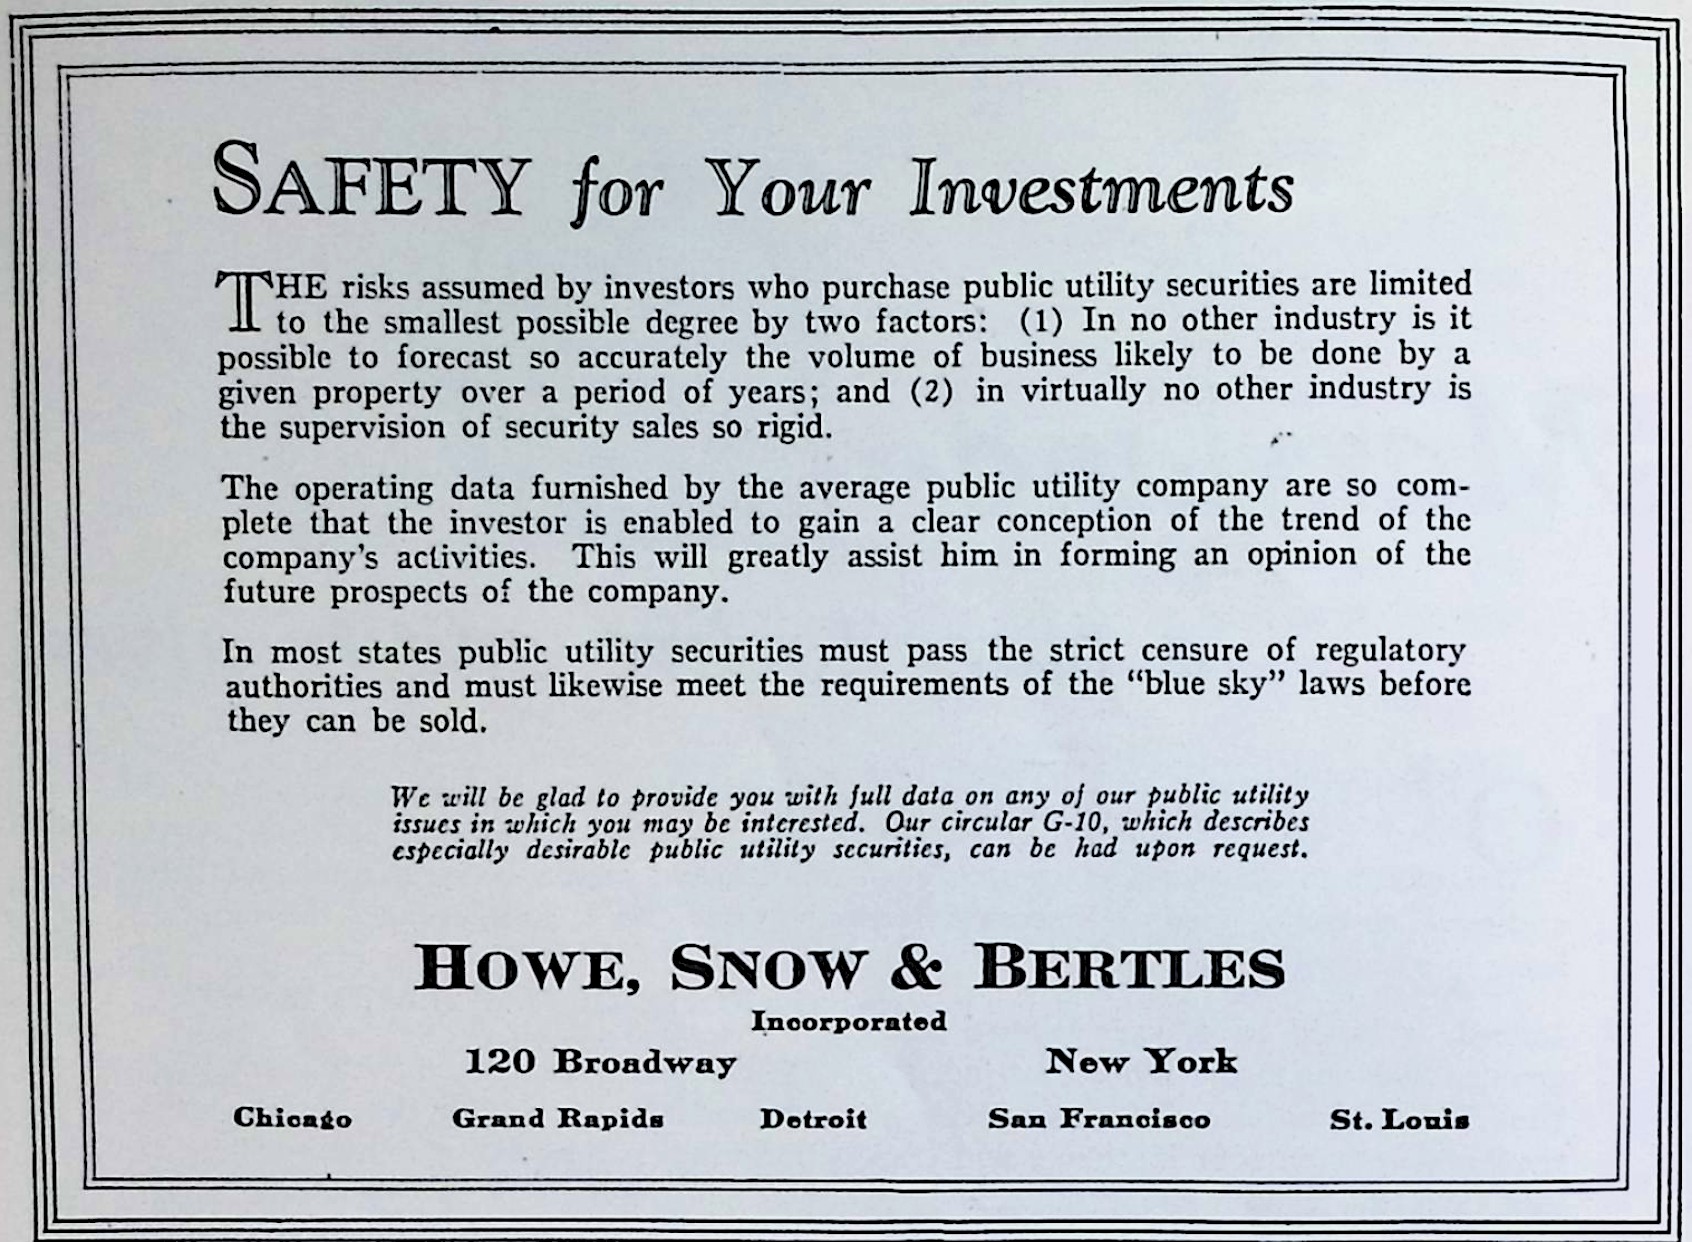 SAFETY for Your Investments
THE risks assumed by investors who purchase public utility securities are limited
to the smallest possible degree by two factors: (1) In no other industry is it
possible to forecast so accurately the volume of business likely to be done by a
given property over a period of years; and (2) in virtually no other industry is
the supervision of security sales so rigid.
The operating data furnished by the average public utility company are so com-
plete that the investor is enabled to gain a clear conception of the trend of the
company's activities. This will greatly assist him in forming an opinion of the
future prospects of the company.
In most states public utility securities must pass the strict censure of regulatory
authorities and must likewise meet the requirements of the “blue sky” laws before
they can be sold.
We will be glad to provide you with full data on any of our public utility
issues in which you may be interested. Our circular G-10, which describes
especially desirable public utility securities, can be had upon request.
HOWE, SNOW & BERTLES
Incorporated
120 Broadway New York
Chicago Grand Rapids Detroit San Francisco St. Louis